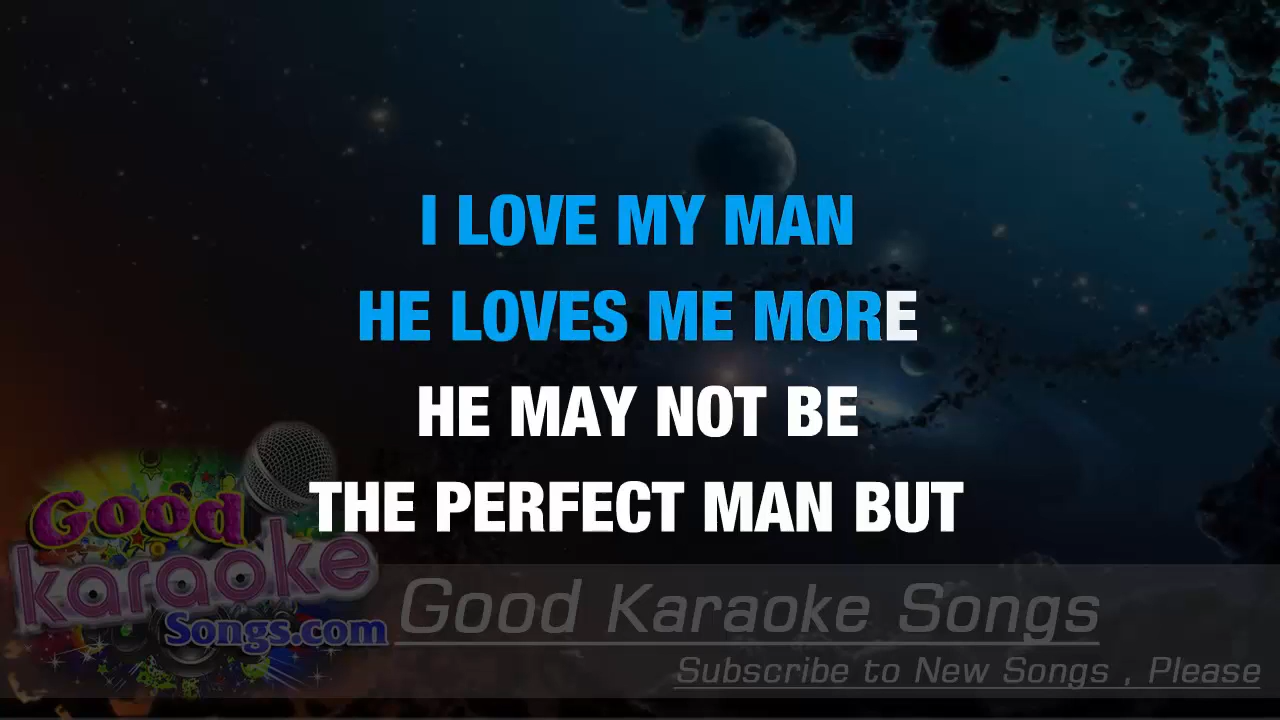 I LOVE MY MAN
HE LOVES ME MORE
HE MAY NOT BE
THE PERFECT MAN BUT
Good
karaoke
Songs.com
Good Karaoke Songs
Subscribe to New Songs , Please